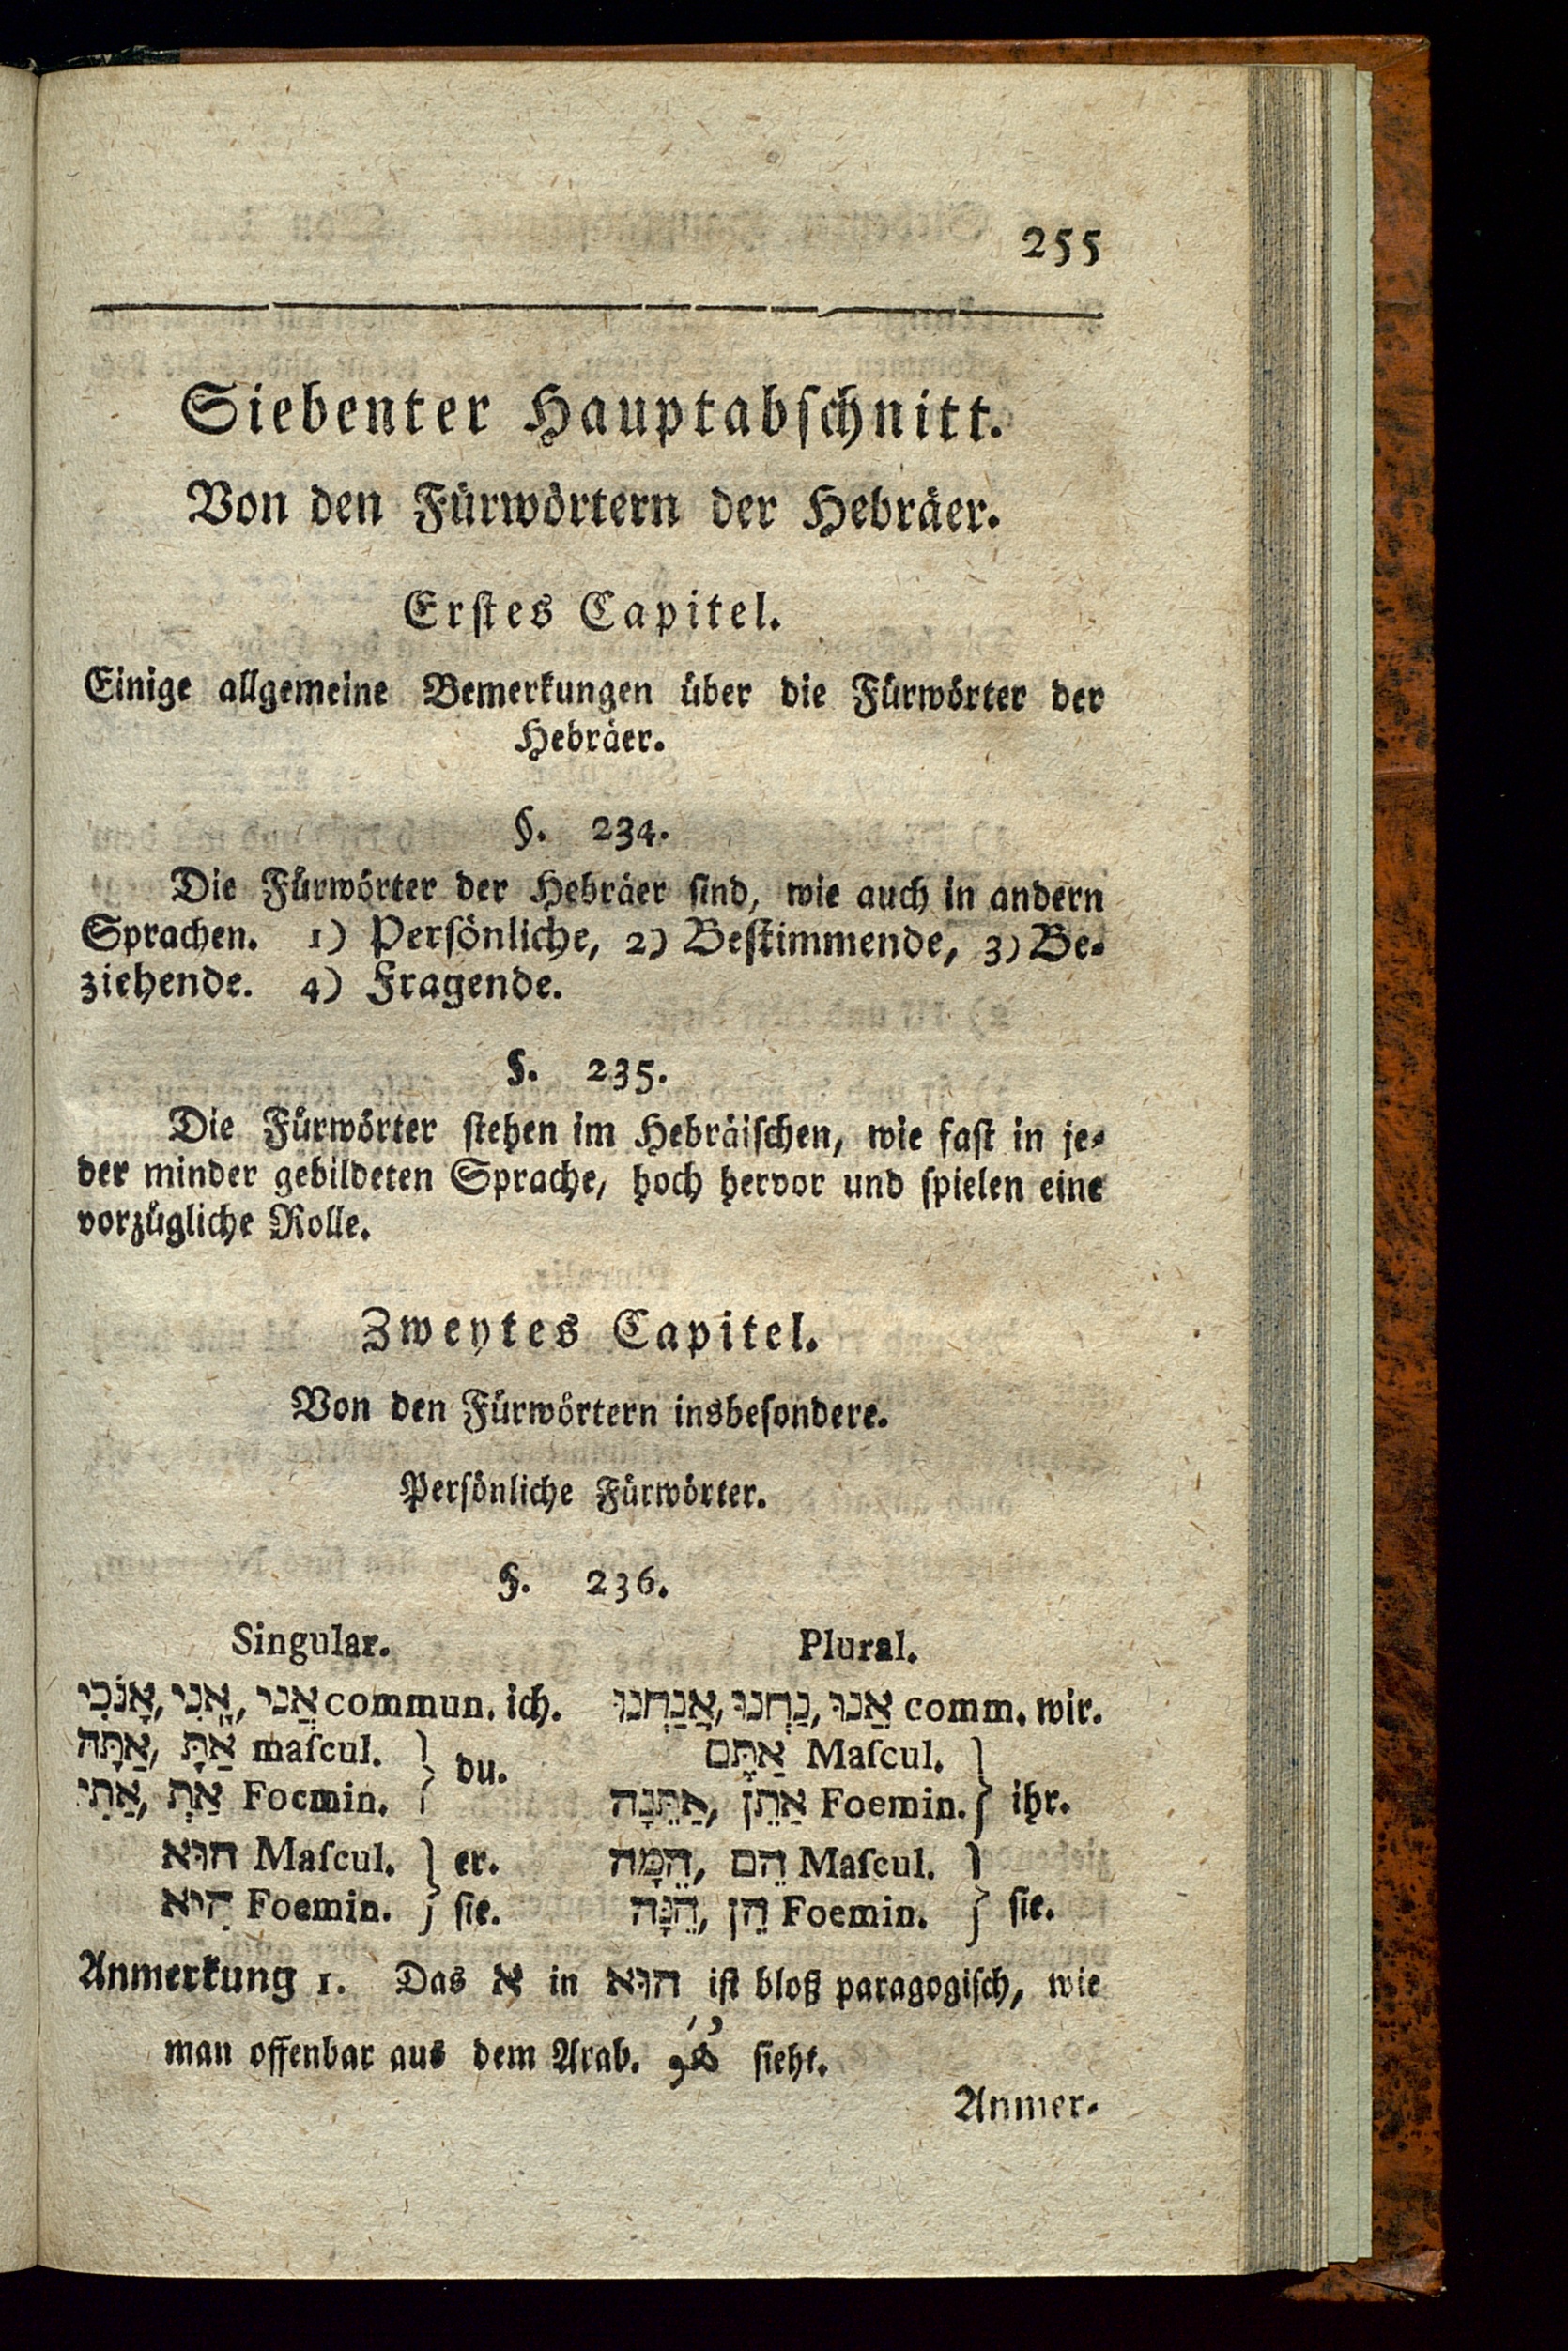 255
Siebenter Hauptabſchnitt.
Von den Fürwörtern der Hebräer.
Erſtes Capitel.
Einige allgemeine Bemerkungen über die Fürwörter der
Hebräer.
§. 234.
Die Fürwörter der Hebräer ſind, wie auch in andern
Sprachen. 1) Perſönliche, 2) Beſtimmende, 3) Be-
ziehende. 4) Fragende.
§. 235.
Die Fürwörter ſtehen im Hebräiſchen, wie faſt in je-
der minder gebildeten Sprache, hoch hervor und ſpielen eine
vorzügliche Rolle.
Zweytes Capitel.
Von den Fürwörtern insbeſondere.
Perſönliche Fürwörter.
§. 236.
Singular. Plural.
אֲנִי, אָנִי, אָנֹכִי commun. ich. אֲנוּ, נַחְנוּ, אֲנַחְנוּ comm. wir.
אַתָּ, אַתָּה maſcul. } du. אַתֶּם Maſcul. }
אַתְּ, אַתִּי Foemin. אַתֵּן, אַתֵּנָה Foemin. } ihr.
הוּא Maſcul. } er. הֵם, הֵמָּה Maſcul. }
הִיא Foemin. } ſie. הֵן, הֵנָּה Foemin. } ſie.
Anmerkung 1. Das א in הוּא iſt bloß paragogiſch, wie
man offenbar aus dem Arab. هُوَ ſieht.
Anmer-